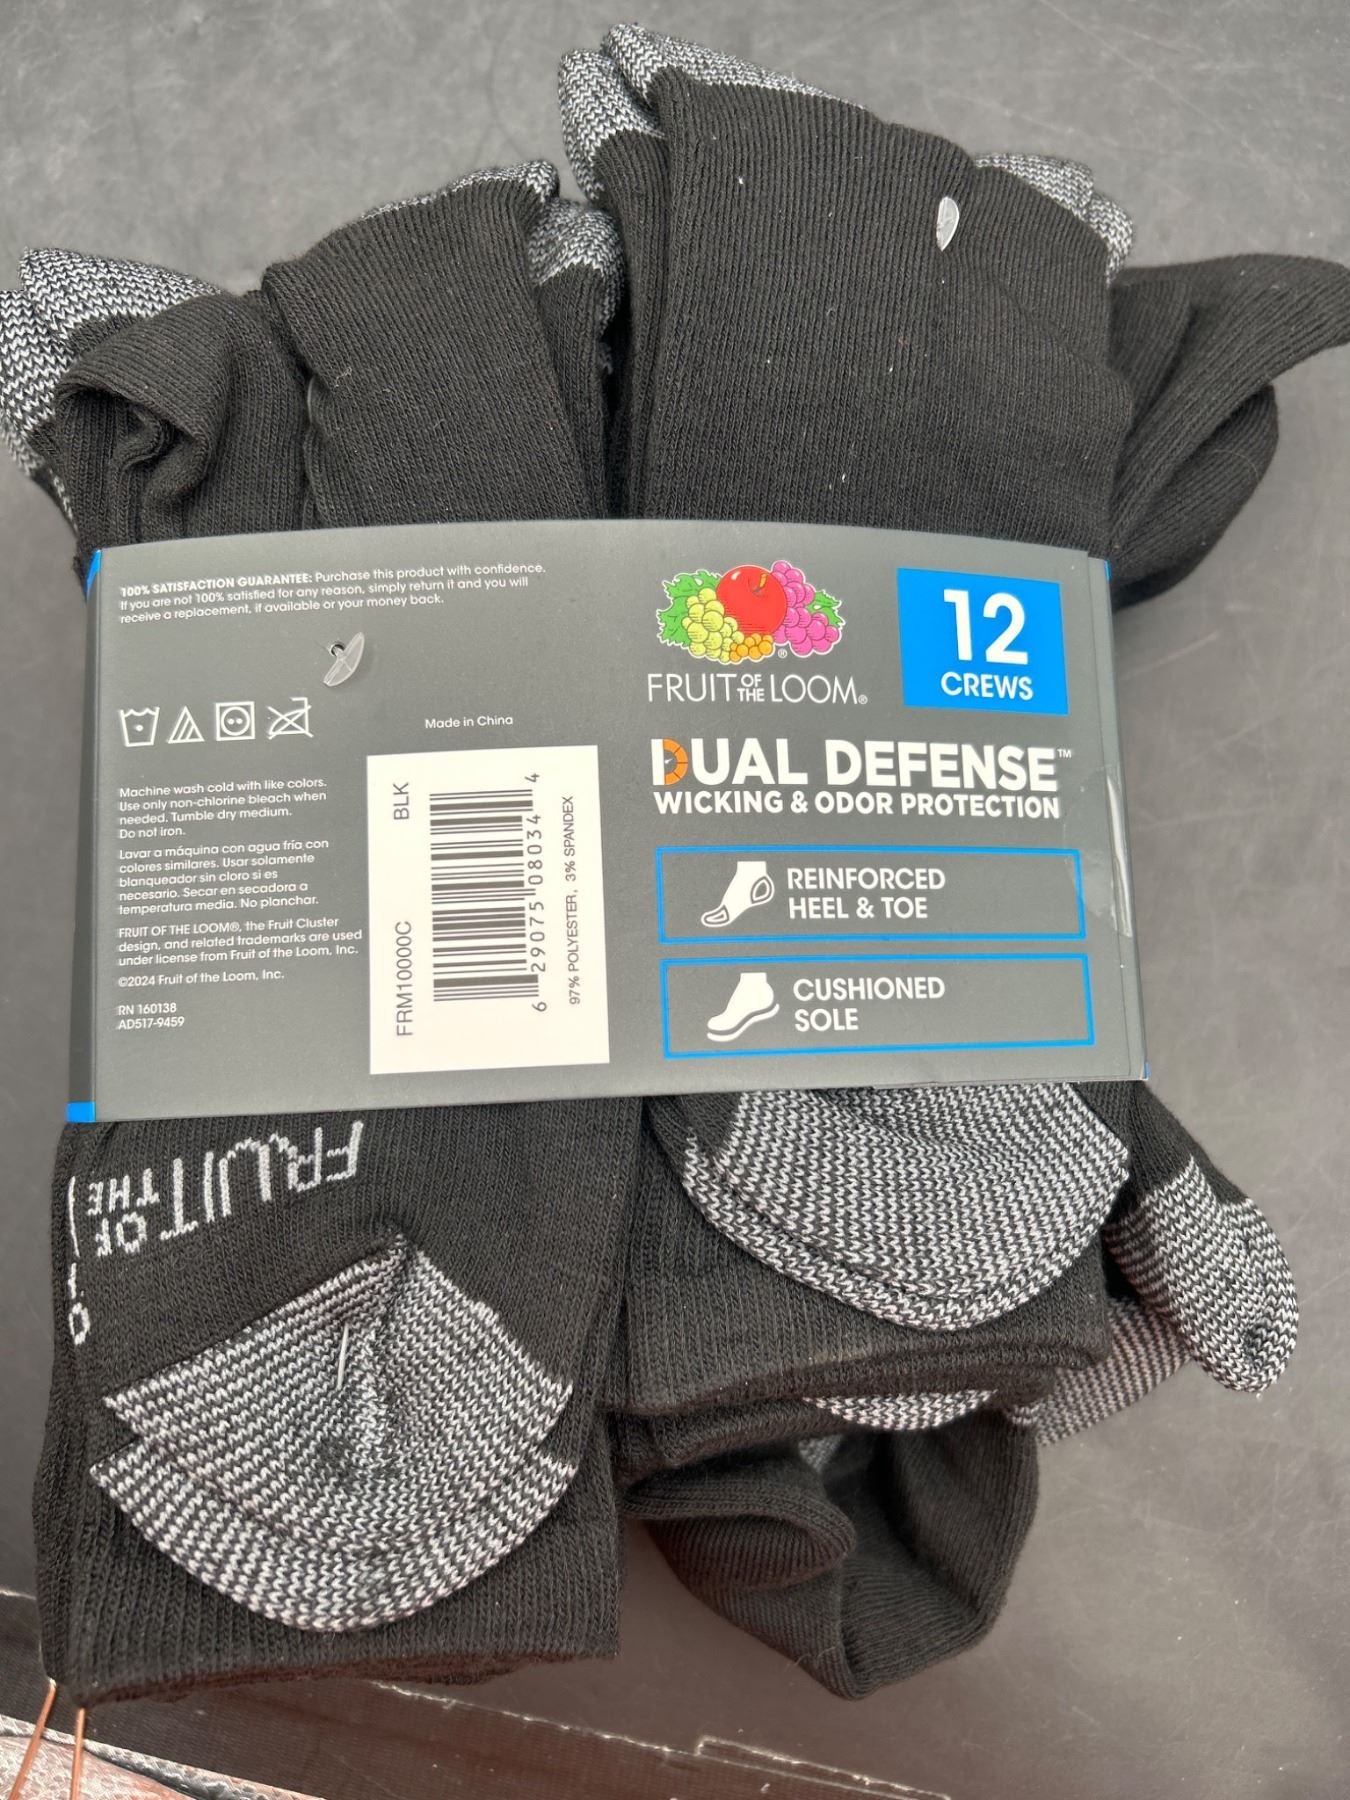 100% SATISFACTION GUARANTEE: Purchase this product with confidence.
If you are not 100% satisfied for any reason, simply return it and you will
receive a replacement, if available or your money back.
Made in China
Machine wash cold with like colors.
Use only non-chlorine bleach when
needed. Tumble dry medium.
Do not iron.
Lavar a máquina con agua fría con
colores similares. Usar solamente
blanqueador sin cloro si es
necesario. Secar en secadora a
temperatura media. No planchar.
FRUIT OF THE LOOM®, the Fruit Cluster
design, and related trademarks are used
under license from Fruit of the Loom, Inc.
©2024 Fruit of the Loom, Inc.
RN 160138
AD517-9459
FRM10000C BLK
6 29075 08034 4
97% POLYESTER, 3% SPANDEX
®
FRUIT OF THE LOOM®
12
CREWS
DUAL DEFENSE™
WICKING & ODOR PROTECTION
REINFORCED
HEEL & TOE
CUSHIONED
SOLE
FRUIT OF THE